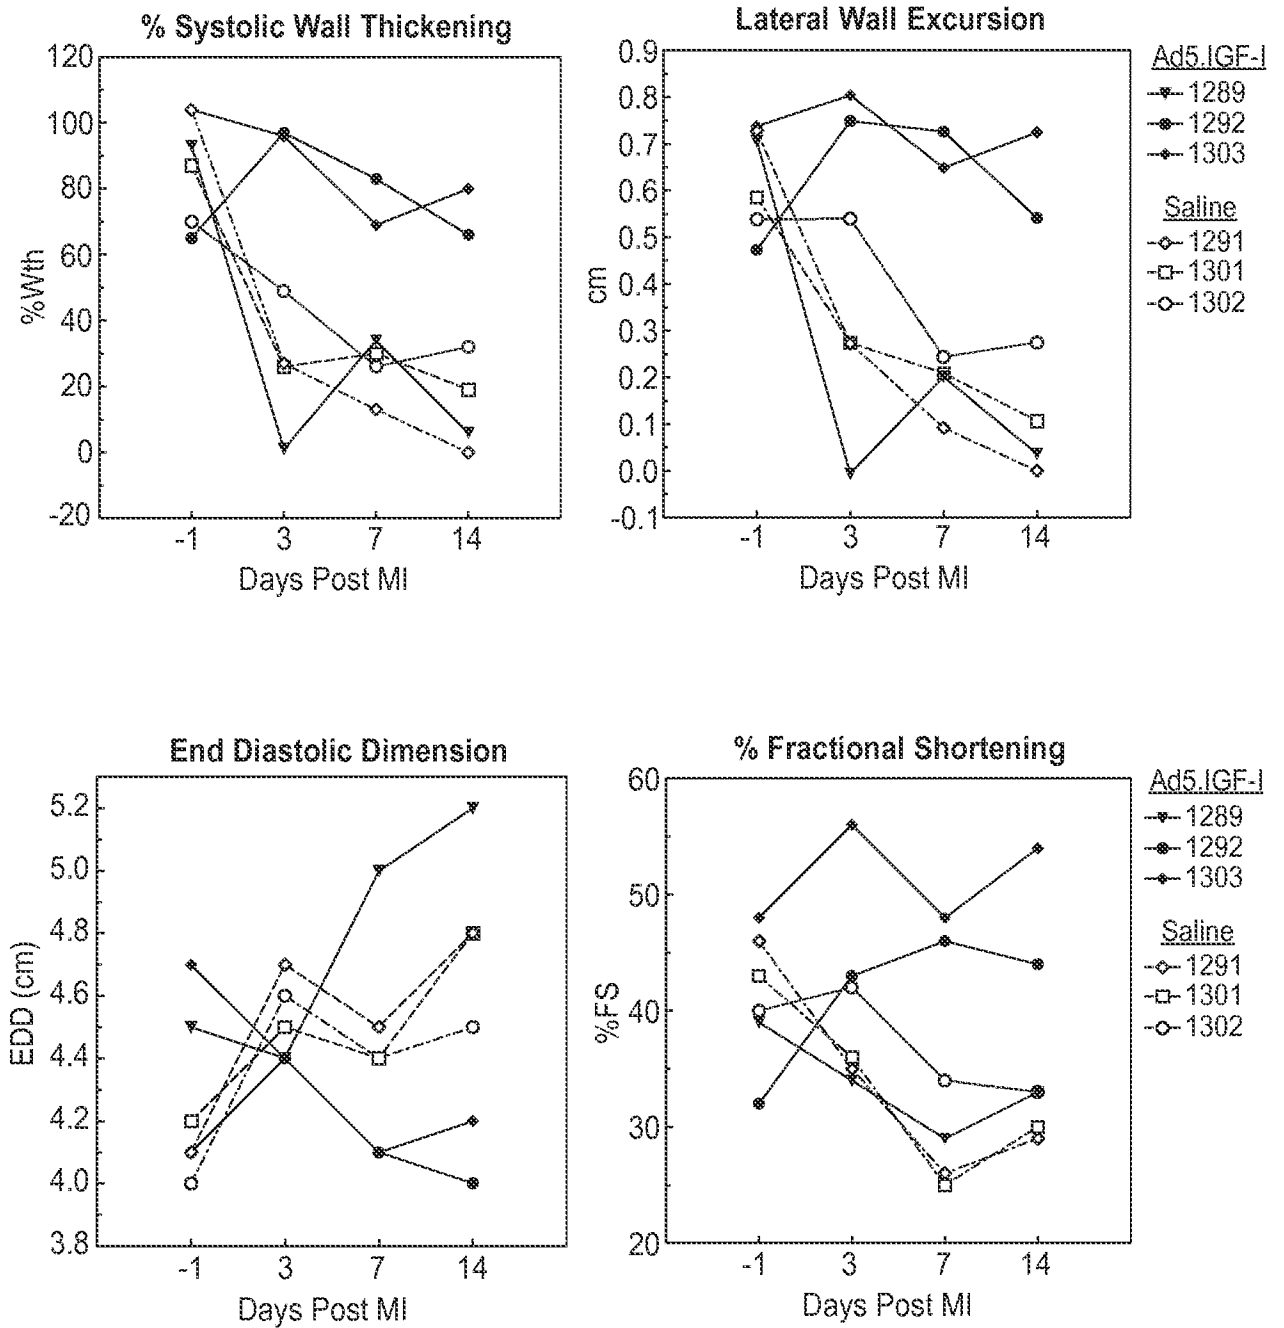 % Systolic Wall Thickening
120
100
80
60
40
20
0
-20
%Wth
-1 3 7 14
Days Post MI
Lateral Wall Excursion
0.9
0.8
0.7
0.6
0.5
0.4
0.3
0.2
0.1
0.0
-0.1
cm
-1 3 7 14
Days Post MI
Ad5.IGF-I
1289
1292
1303
Saline
1291
1301
1302
End Diastolic Dimension
5.2
5.0
4.8
4.6
4.4
4.2
4.0
3.8
EDD (cm)
-1 3 7 14
Days Post MI
% Fractional Shortening
60
50
40
30
20
%FS
-1 3 7 14
Days Post MI
Ad5.IGF-I
1289
1292
1303
Saline
1291
1301
1302